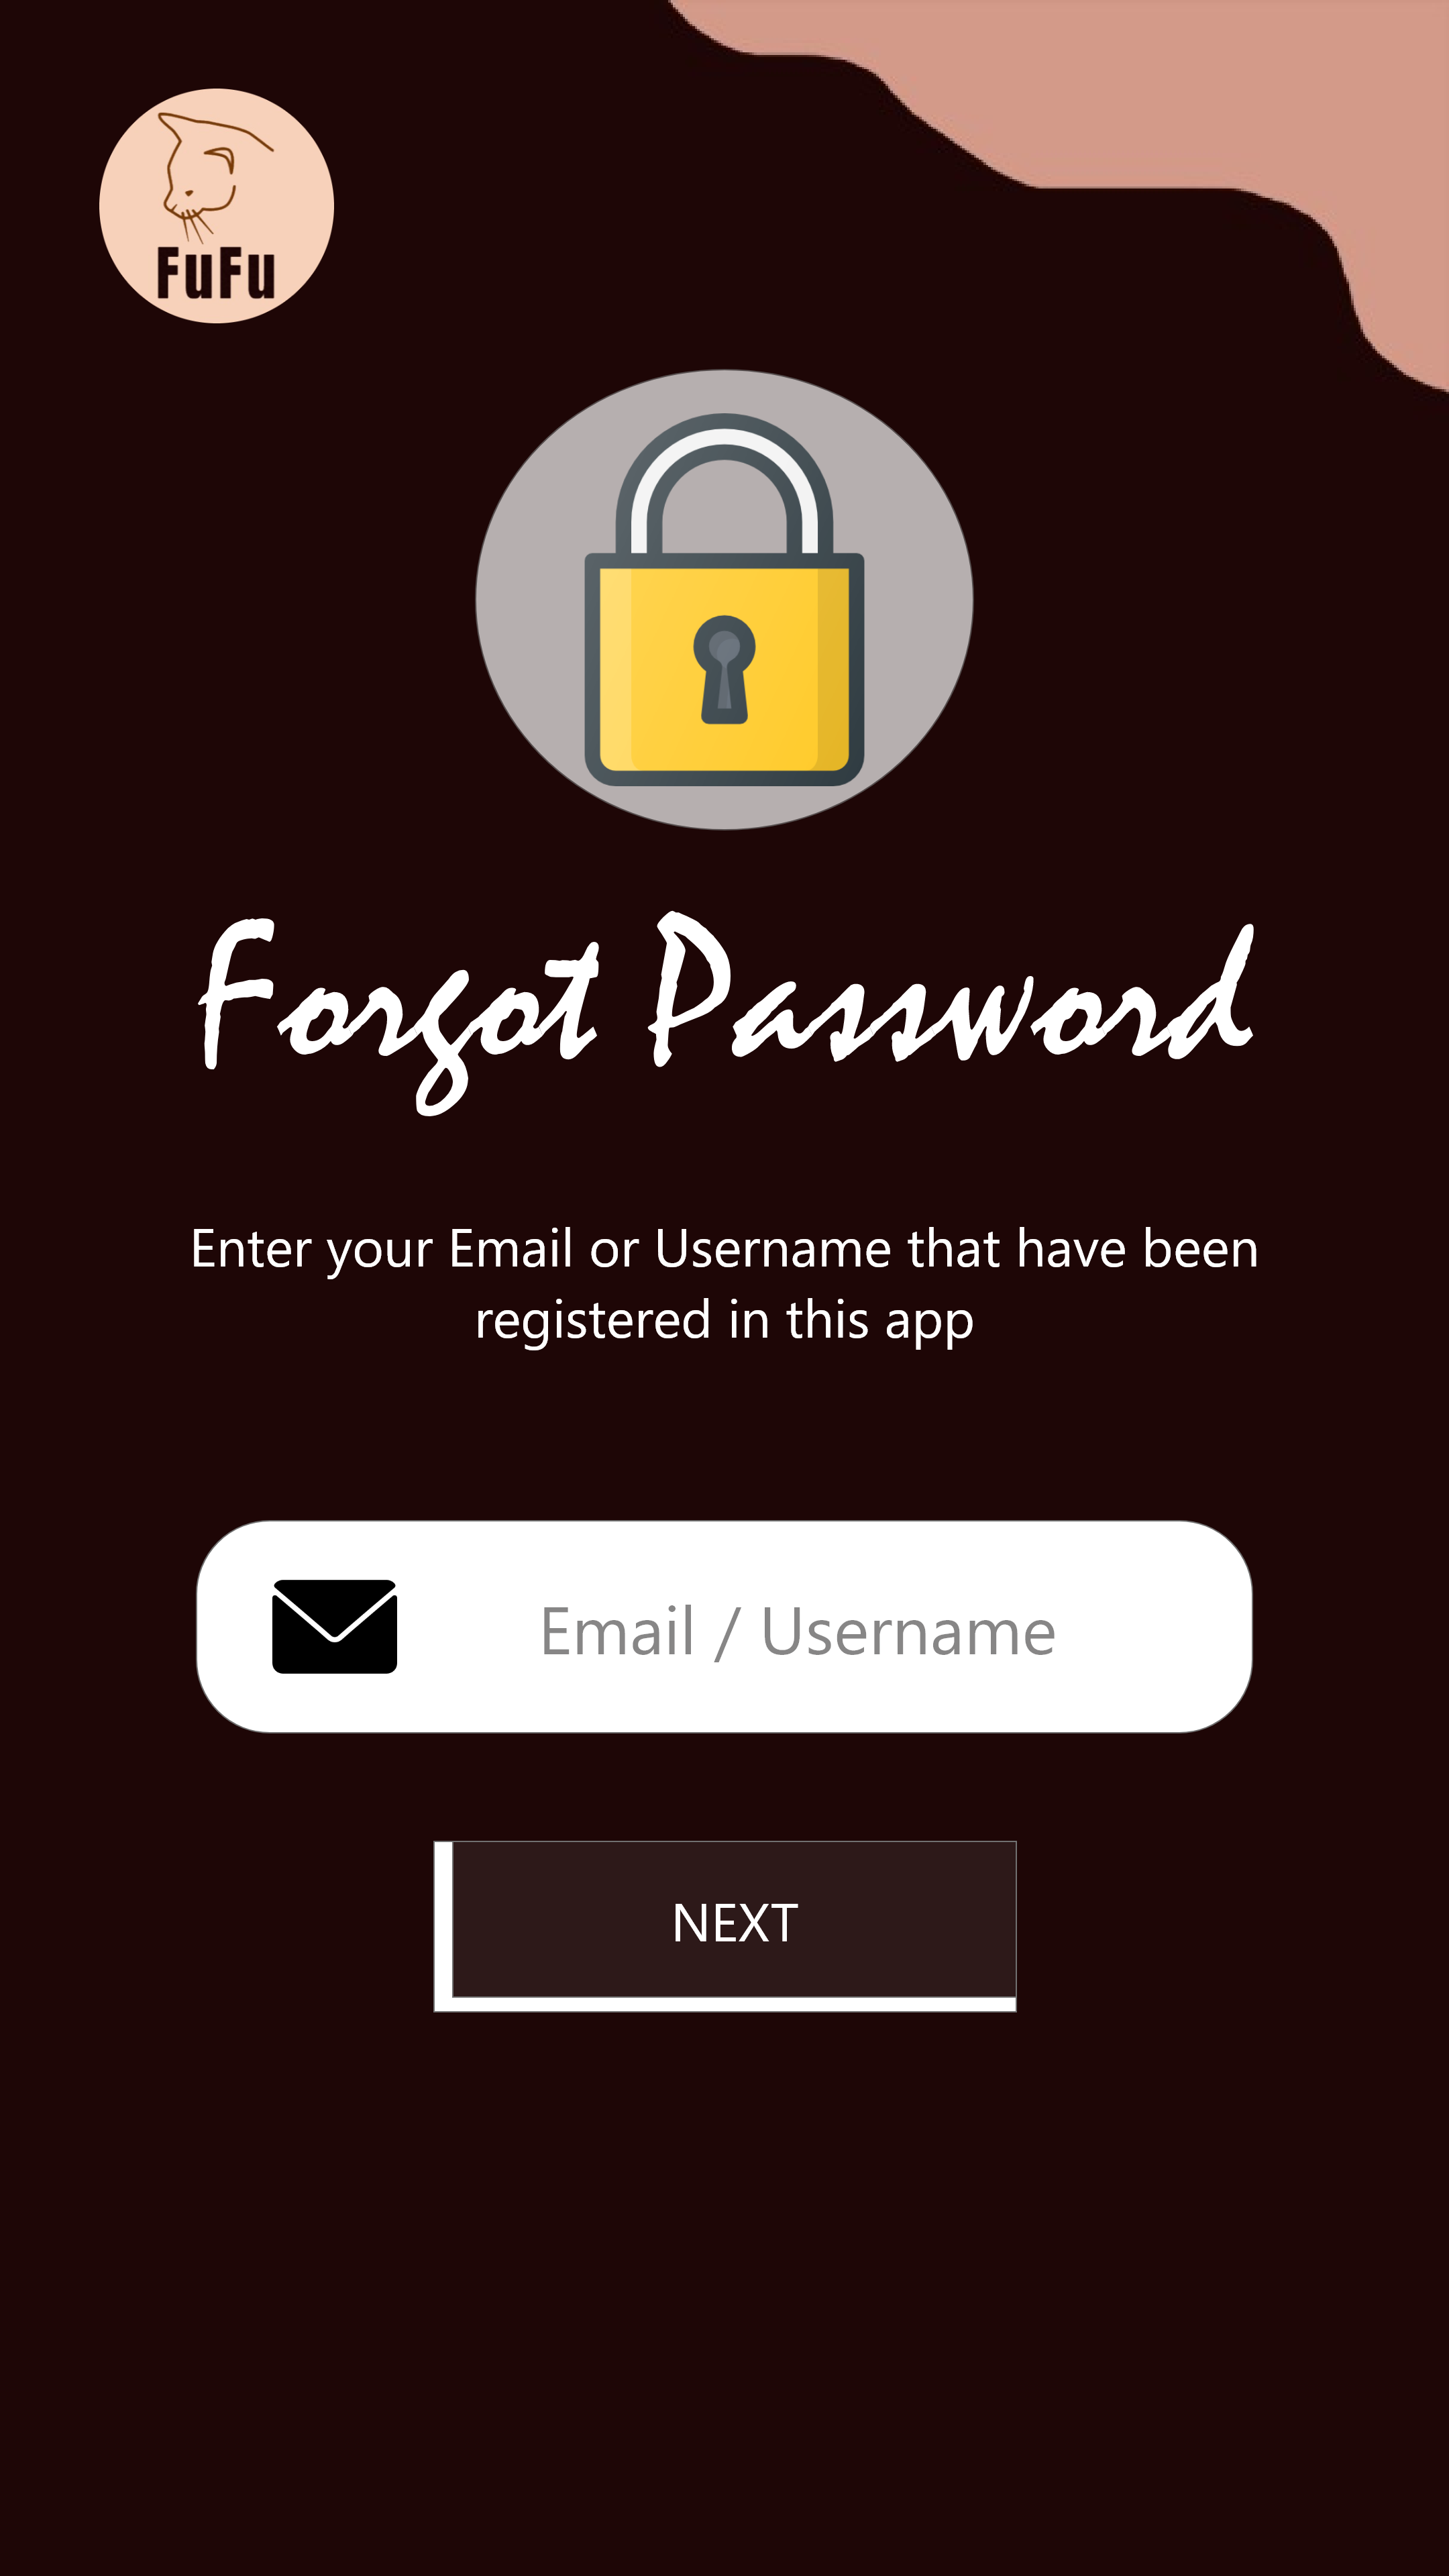 FuFu
Forgot Password
Enter your Email or Username that have been
registered in this app
Email / Username
NEXT